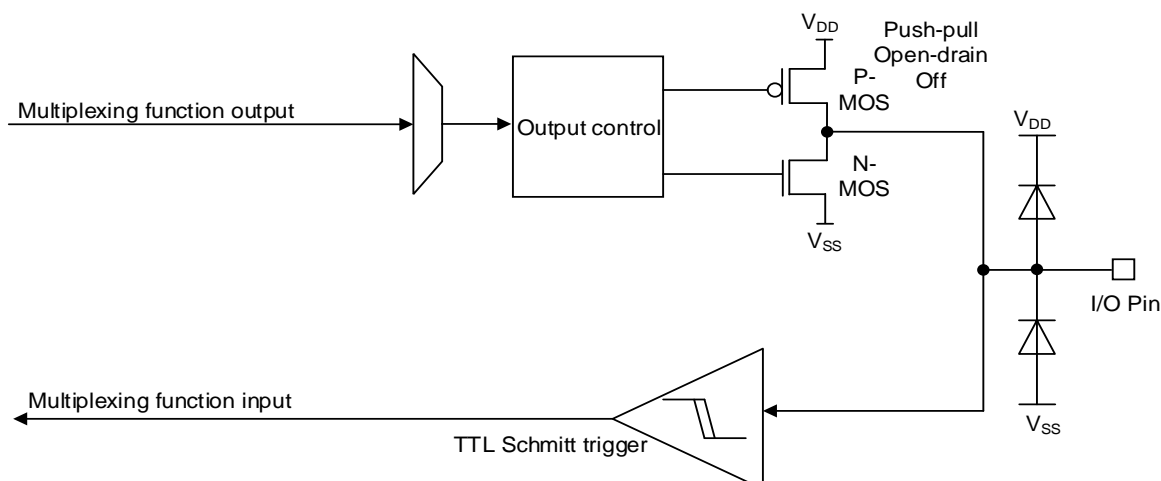 VDD
Push-pull
Open-drain
Off
P-
MOS
Multiplexing function output
Output control
VDD
N-
MOS
VSS
I/O Pin
Multiplexing function input
VSS
TTL Schmitt trigger